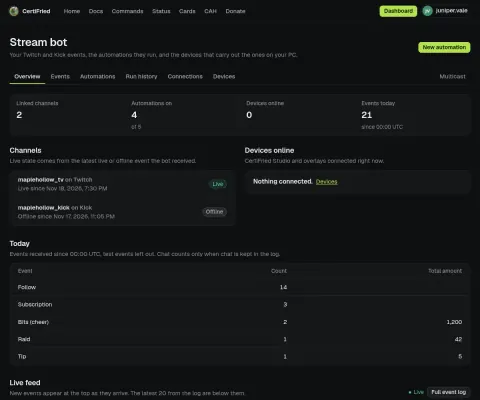 CertiFried
Home Docs Commands Status Cards CAH Donate
Dashboard
jv juniper.vale
Stream bot
Your Twitch and Kick events, the automations they run, and the devices that carry out the ones on your PC.
New automation
Overview Events Automations Run history Connections Devices Multicast
Linked channels
2
Automations on
4
of 5
Devices online
0
Events today
21
since 00:00 UTC
Channels
Live state comes from the latest live or offline event the bot received.
maplehollow_tv on Twitch
Live since Nov 18, 2026, 7:30 PM
Live
maplehollow_kick on Kick
Offline since Nov 17, 2026, 11:05 PM
Offline
Devices online
CertiFried Studio and overlays connected right now.
Nothing connected. Devices
Today
Events received since 00:00 UTC, test events left out. Chat counts only when chat is kept in the log.
Event Count Total amount
Follow 14
Subscription 3
Bits (cheer) 2 1,200
Raid 1 42
Tip 1 5
Live feed
New events appear at the top as they arrive. The latest 20 from the log are below them.
Live
Full event log